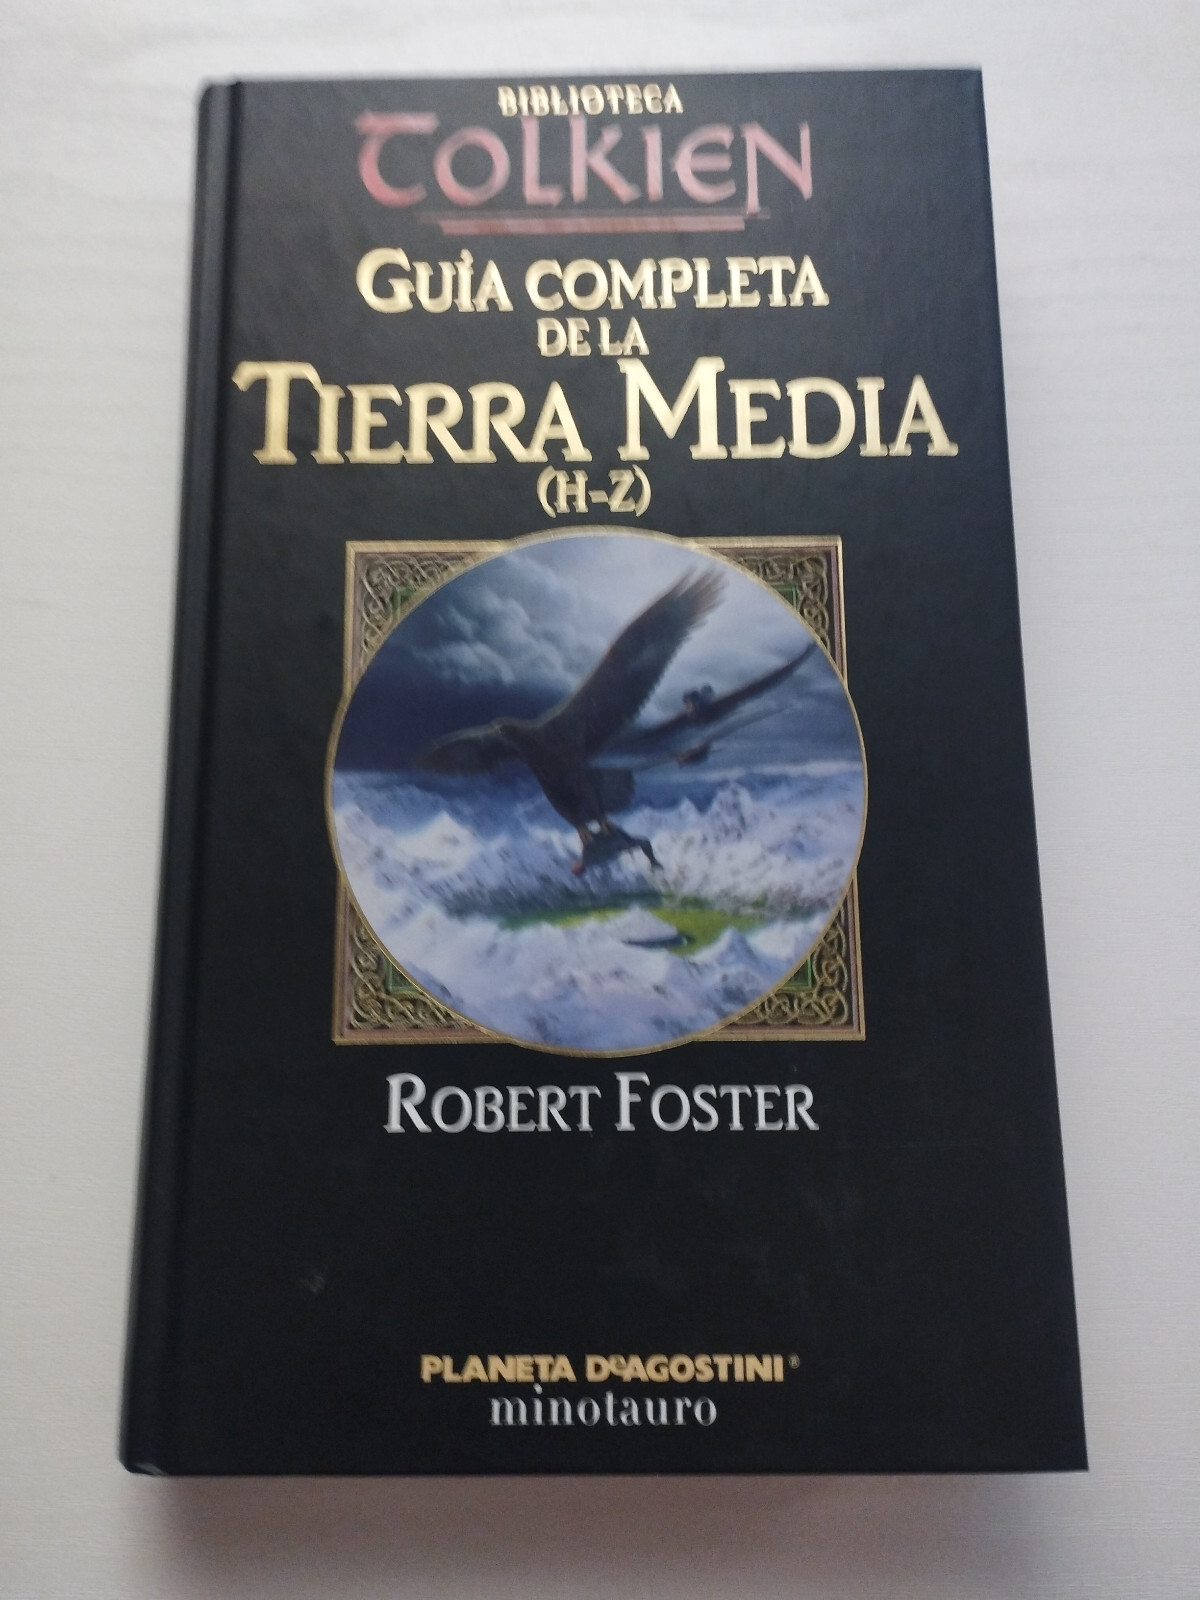 BIBLIOTECA
TOLKIEN
GUÍA COMPLETA
DE LA
TIERRA MEDIA
(H-Z)
ROBERT FOSTER
PLANETA DeAGOSTINI®
minotauro